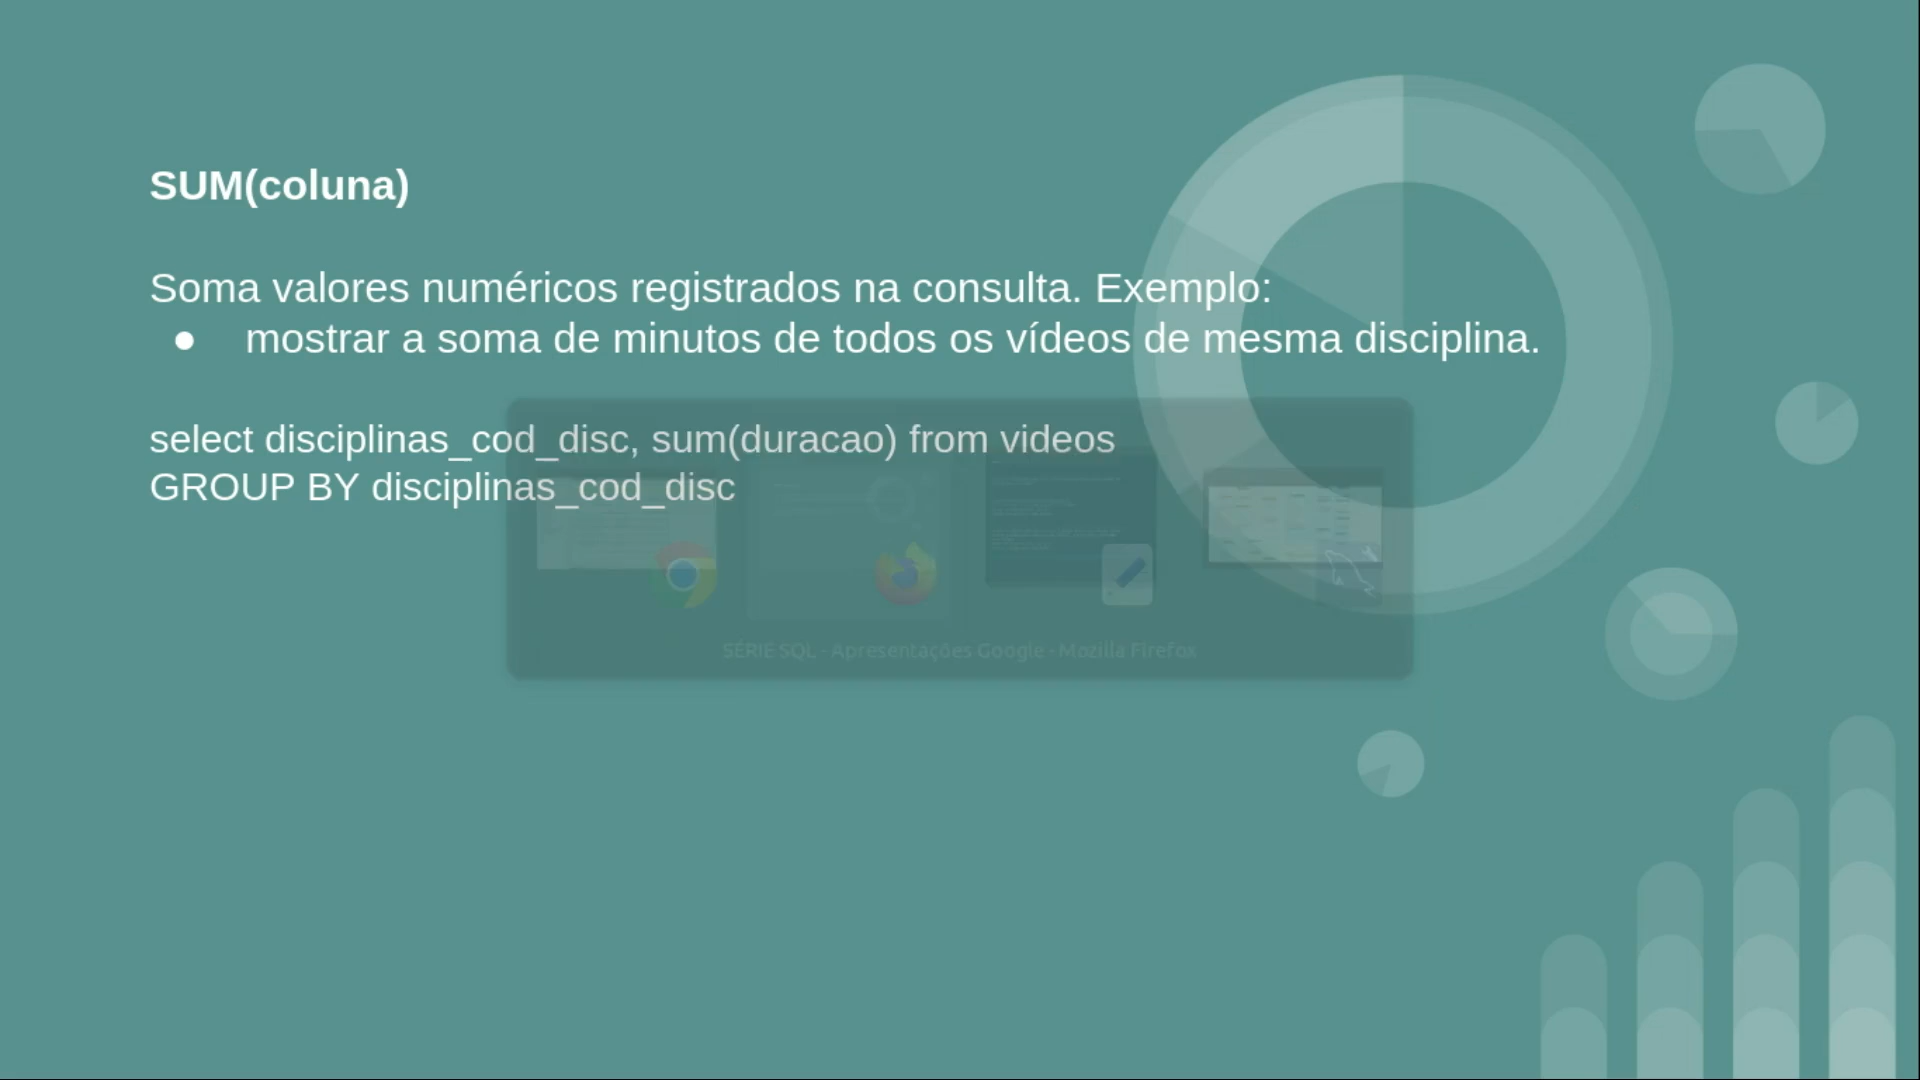 SUM(coluna)
Soma valores numéricos registrados na consulta. Exemplo:
● mostrar a soma de minutos de todos os vídeos de mesma disciplina.
select disciplinas_cod_disc, sum(duracao) from videos
GROUP BY disciplinas_cod_disc
SÉRIE SQL - Apresentações Google - Mozilla Firefox